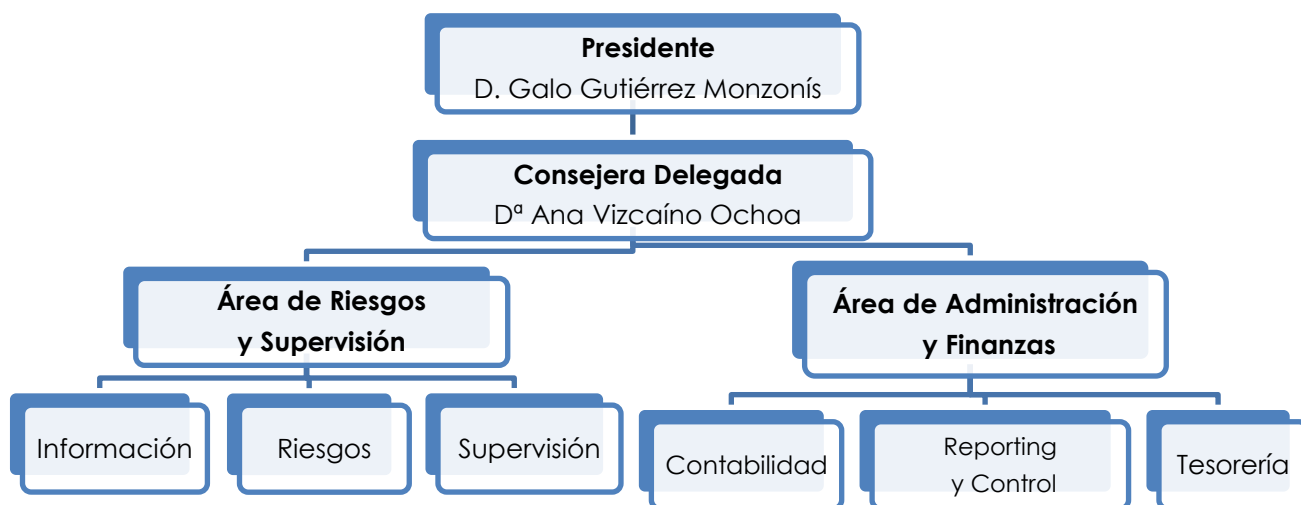 Presidente
D. Galo Gutiérrez Monzonís
Consejera Delegada
Dª Ana Vizcaíno Ochoa
Área de Riesgos
y Supervisión
Área de Administración
y Finanzas
Información
Riesgos
Supervisión
Contabilidad
Reporting
y Control
Tesorería